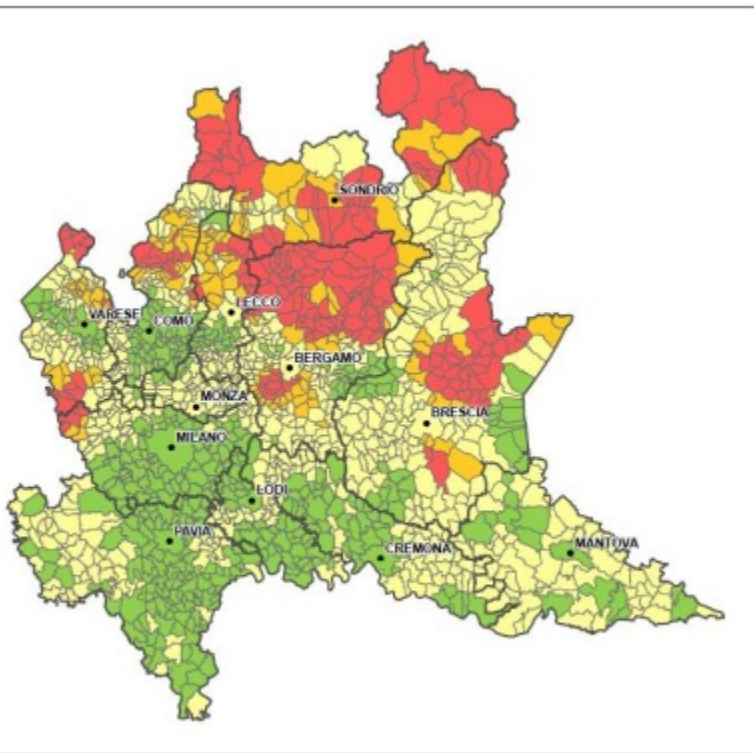 SONDRIO
LECCO
VARESE
COMO
BERGAMO
MONZA
BRESCIA
MILANO
LODI
PAVIA
CREMONA
MANTOVA